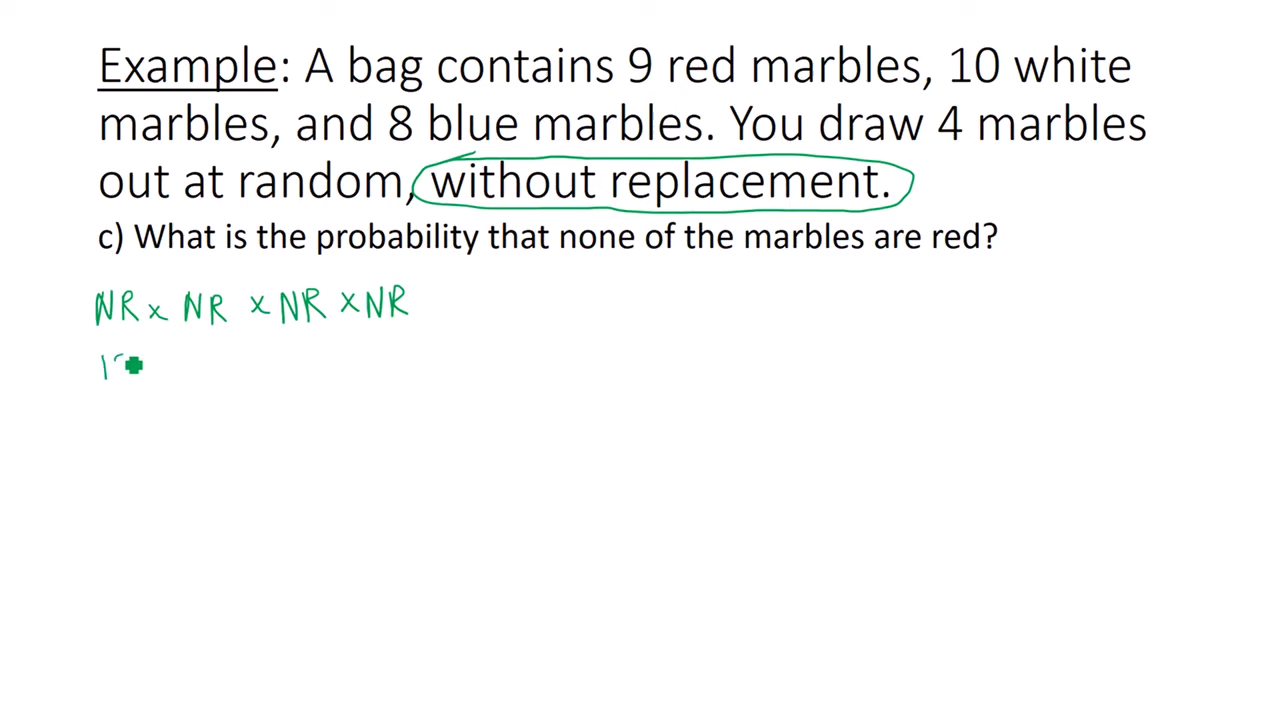 Example: A bag contains 9 red marbles, 10 white
marbles, and 8 blue marbles. You draw 4 marbles
out at random, without replacement.
c) What is the probability that none of the marbles are red?
NR x NR x NR x NR